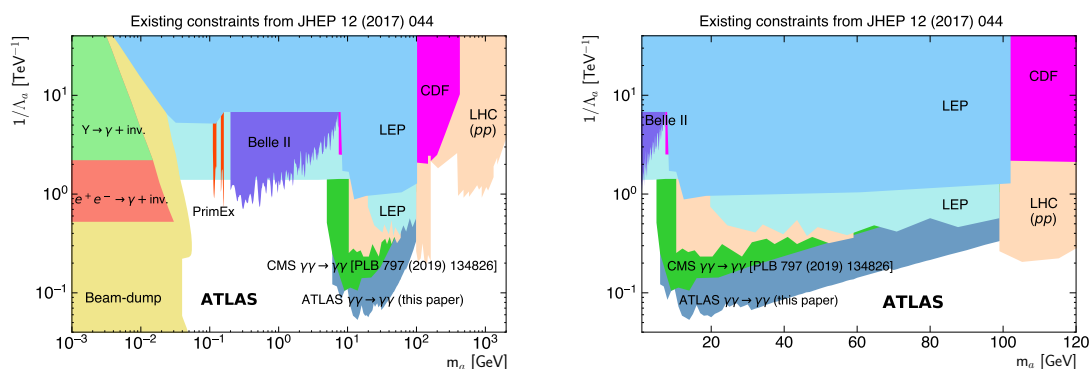 Existing constraints from JHEP 12 (2017) 044
1/Λₐ [TeV⁻¹]
10¹
10⁰
10⁻¹
Υ → γ + inv.
e⁺e⁻ → γ + inv.
Beam-dump
PrimEx
Belle II
LEP
CDF
LHC
(pp)
LEP
CMS γγ → γγ [PLB 797 (2019) 134826]
ATLAS γγ → γγ (this paper)
ATLAS
10⁻³ 10⁻² 10⁻¹ 10⁰ 10¹ 10² 10³
mₐ [GeV]
Existing constraints from JHEP 12 (2017) 044
1/Λₐ [TeV⁻¹]
10¹
10⁰
10⁻¹
Belle II
LEP
CDF
LEP
LHC
(pp)
CMS γγ → γγ [PLB 797 (2019) 134826]
ATLAS γγ → γγ (this paper)
ATLAS
20 40 60 80 100 120
mₐ [GeV]